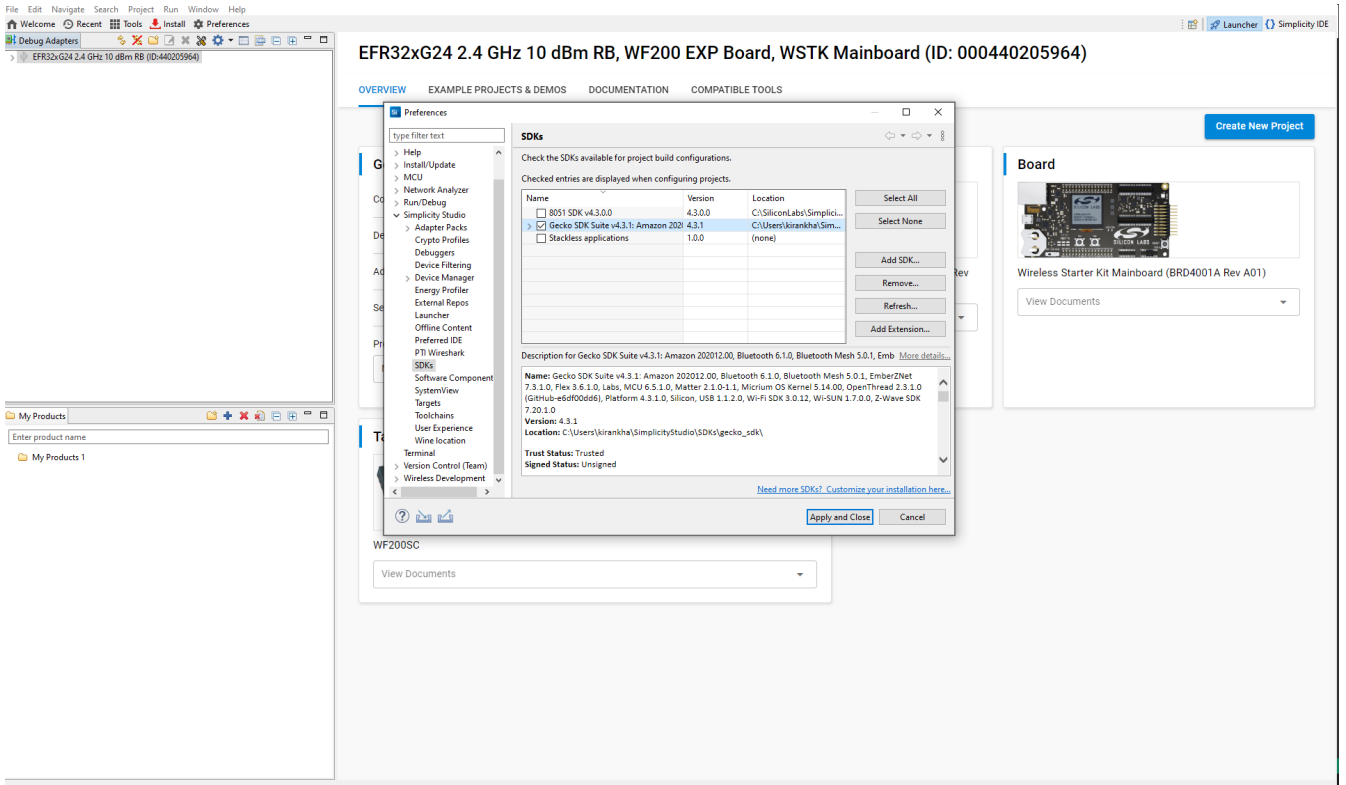 File Edit Navigate Search Project Run Window Help
Welcome Recent Tools Install Preferences
Launcher Simplicity IDE
Debug Adapters
EFR32xG24 2.4 GHz 10 dBm RB (ID:440205964)
EFR32xG24 2.4 GHz 10 dBm RB, WF200 EXP Board, WSTK Mainboard (ID: 000440205964)
OVERVIEW EXAMPLE PROJECTS & DEMOS DOCUMENTATION COMPATIBLE TOOLS
Create New Project
Preferences
type filter text
Help
Install/Update
MCU
Network Analyzer
Run/Debug
Simplicity Studio
Adapter Packs
Crypto Profiles
Debuggers
Device Filtering
Device Manager
Energy Profiler
External Repos
Launcher
Offline Content
Preferred IDE
PTI Wireshark
SDKs
Software Component
SystemView
Targets
Toolchains
User Experience
Wine location
Terminal
Version Control (Team)
Wireless Development
SDKs
Check the SDKs available for project build configurations.
Checked entries are displayed when configuring projects.
Name Version Location
8051 SDK v4.3.0.0 4.3.0.0 C:\SiliconLabs\Simplici...
Gecko SDK Suite v4.3.1: Amazon 202 4.3.1 C:\Users\kirankha\Sim...
Stackless applications 1.0.0 (none)
Select All
Select None
Add SDK...
Remove...
Refresh...
Add Extension...
Description for Gecko SDK Suite v4.3.1: Amazon 202012.00, Bluetooth 6.1.0, Bluetooth Mesh 5.0.1, Emb More details...
Name: Gecko SDK Suite v4.3.1: Amazon 202012.00, Bluetooth 6.1.0, Bluetooth Mesh 5.0.1, EmberZNet
7.3.1.0, Flex 3.6.1.0, Labs, MCU 6.5.1.0, Matter 2.1.0-1.1, Micrium OS Kernel 5.14.00, OpenThread 2.3.1.0
(GitHub-e6df00dd6), Platform 4.3.1.0, Silicon, USB 1.1.2.0, Wi-Fi SDK 3.0.12, Wi-SUN 1.7.0.0, Z-Wave SDK
7.20.1.0
Version: 4.3.1
Location: C:\Users\kirankha\SimplicityStudio\SDKs\gecko_sdk\
Trust Status: Trusted
Signed Status: Unsigned
Need more SDKs? Customize your installation here...
Apply and Close Cancel
G
Co
De
Ad
Se
Pr
Rev
Board
SILICON LABS
Wireless Starter Kit Mainboard (BRD4001A Rev A01)
View Documents
My Products
Enter product name
My Products 1
Ta
WF200SC
View Documents